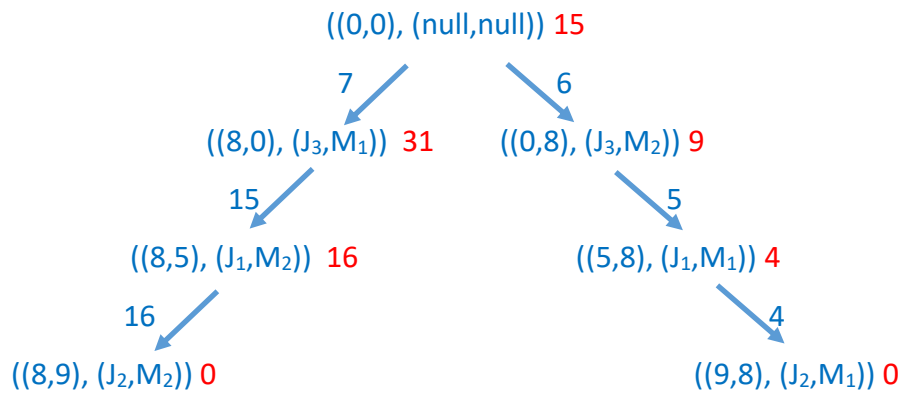 ((0,0), (null,null)) 15
7 6
((8,0), (J₃,M₁)) 31 ((0,8), (J₃,M₂)) 9
15 5
((8,5), (J₁,M₂)) 16 ((5,8), (J₁,M₁)) 4
16 4
((8,9), (J₂,M₂)) 0 ((9,8), (J₂,M₁)) 0